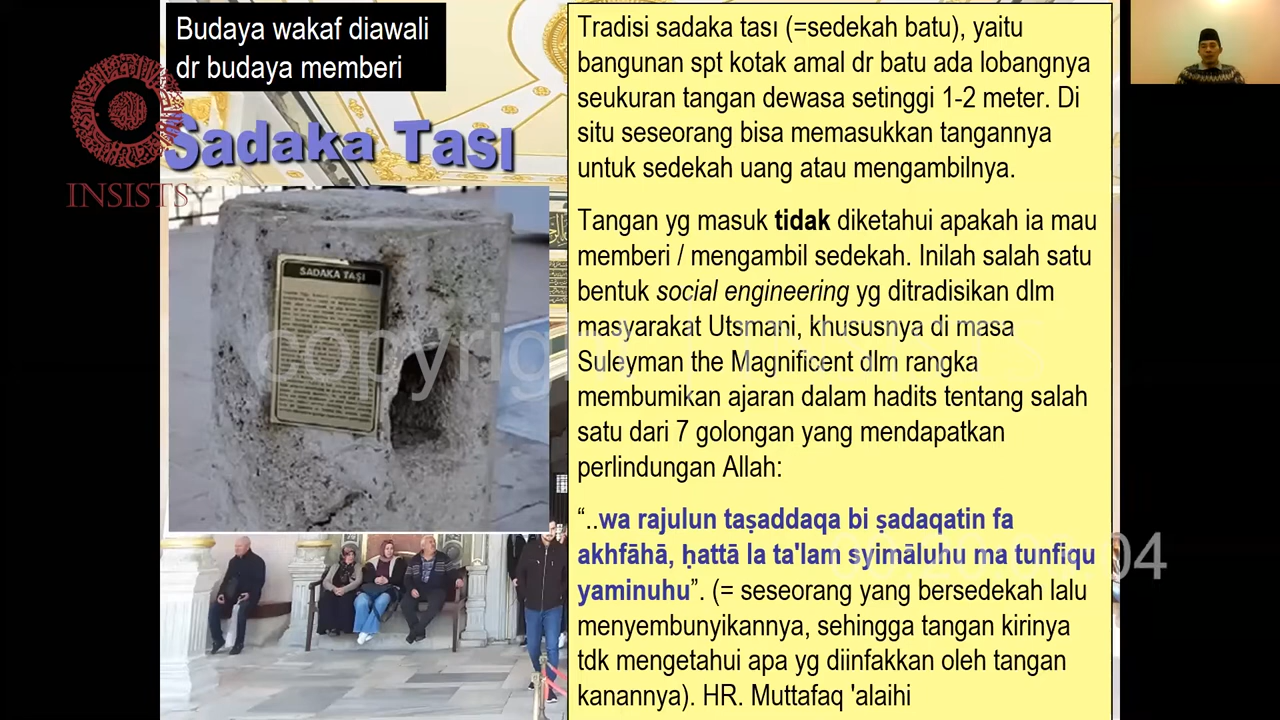 Budaya wakaf diawali
dr budaya memberi
INSISTS
Sadaka Tası
SADAKA TAŞI
Tradisi sadaka tası (=sedekah batu), yaitu
bangunan spt kotak amal dr batu ada lobangnya
seukuran tangan dewasa setinggi 1-2 meter. Di
situ seseorang bisa memasukkan tangannya
untuk sedekah uang atau mengambilnya.
Tangan yg masuk tidak diketahui apakah ia mau
memberi / mengambil sedekah. Inilah salah satu
bentuk social engineering yg ditradisikan dlm
masyarakat Utsmani, khususnya di masa
Suleyman the Magnificent dlm rangka
membumikan ajaran dalam hadits tentang salah
satu dari 7 golongan yang mendapatkan
perlindungan Allah:
“..wa rajulun taṣaddaqa bi ṣadaqatin fa
akhfāhā, ḥattā la ta'lam syimāluhu ma tunfiqu
yaminuhu”. (= seseorang yang bersedekah lalu
menyembunyikannya, sehingga tangan kirinya
tdk mengetahui apa yg diinfakkan oleh tangan
kanannya). HR. Muttafaq 'alaihi
copyright
04